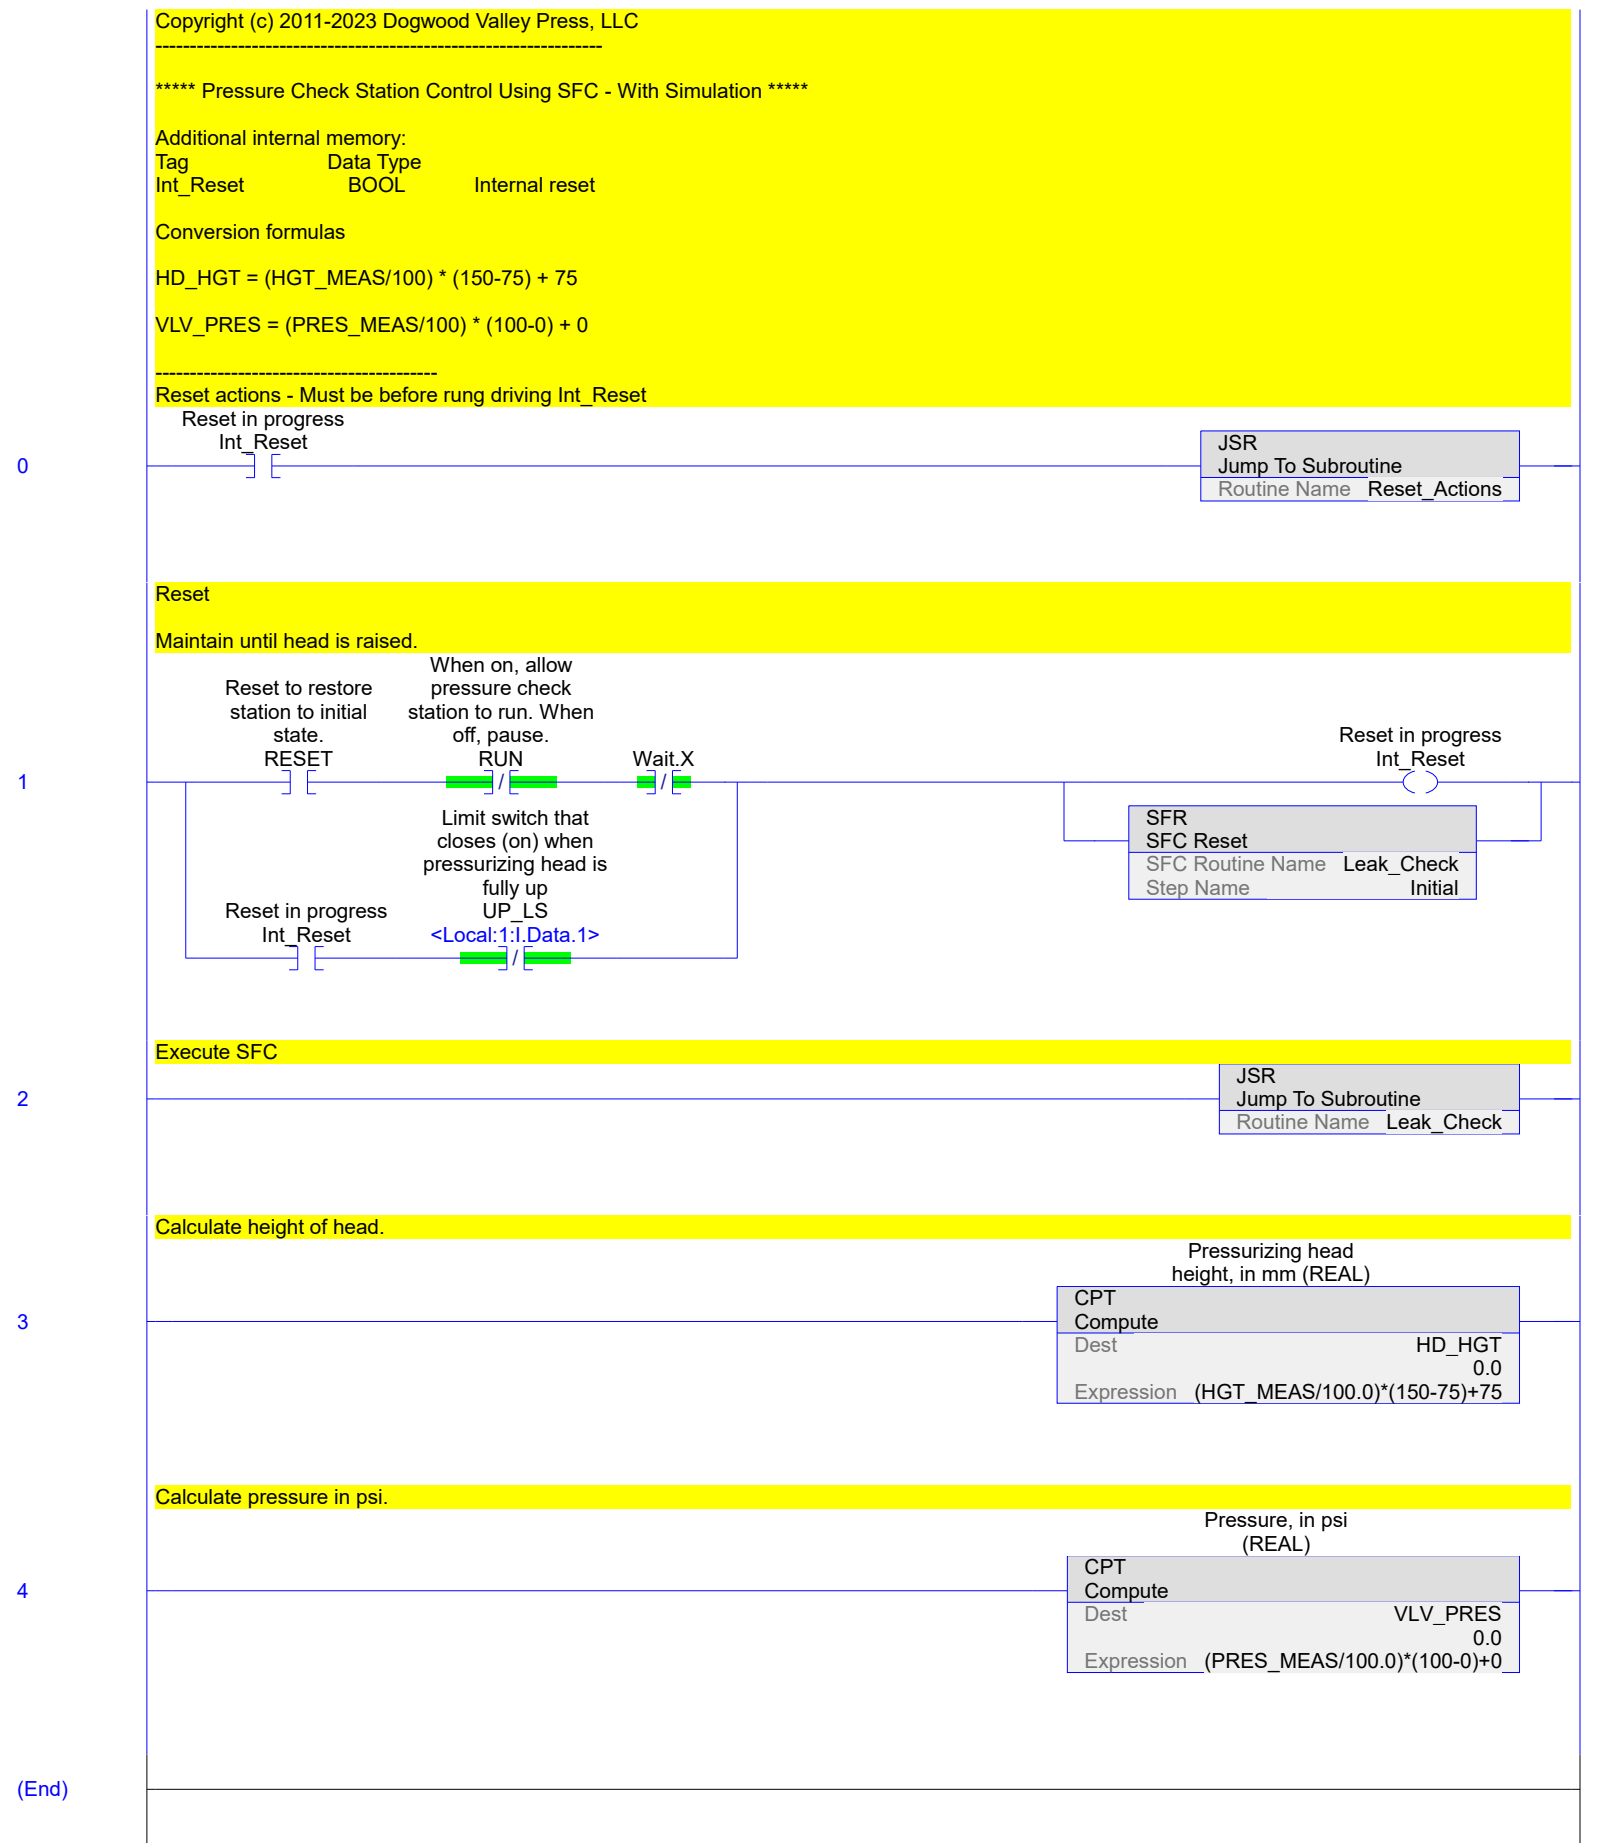 Copyright (c) 2011-2023 Dogwood Valley Press, LLC
-----------------------------------------------------------------
***** Pressure Check Station Control Using SFC - With Simulation *****
Additional internal memory:
Tag Data Type
Int_Reset BOOL Internal reset
Conversion formulas
HD_HGT = (HGT_MEAS/100) * (150-75) + 75
VLV_PRES = (PRES_MEAS/100) * (100-0) + 0
-----------------------------------------
Reset actions - Must be before rung driving Int_Reset
Reset in progress
Int_Reset
0
JSR
Jump To Subroutine
Routine Name Reset_Actions
Reset
Maintain until head is raised.
Reset to restore
station to initial
state.
RESET
When on, allow
pressure check
station to run. When
off, pause.
RUN
Wait.X
Reset in progress
Int_Reset
1
/
/
SFR
SFC Reset
SFC Routine Name Leak_Check
Step Name Initial
Reset in progress
Int_Reset
Limit switch that
closes (on) when
pressurizing head is
fully up
UP_LS
<Local:1:I.Data.1>
/
Execute SFC
2
JSR
Jump To Subroutine
Routine Name Leak_Check
Calculate height of head.
Pressurizing head
height, in mm (REAL)
3
CPT
Compute
Dest HD_HGT
0.0
Expression (HGT_MEAS/100.0)*(150-75)+75
Calculate pressure in psi.
Pressure, in psi
(REAL)
4
CPT
Compute
Dest VLV_PRES
0.0
Expression (PRES_MEAS/100.0)*(100-0)+0
(End)